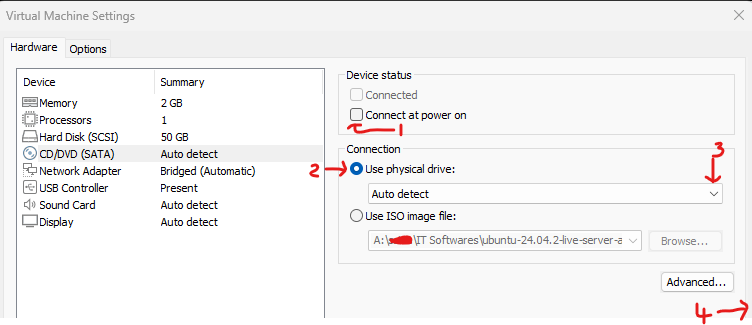 Virtual Machine Settings
Hardware Options
Device Summary
Memory 2 GB
Processors 1
Hard Disk (SCSI) 50 GB
CD/DVD (SATA) Auto detect
Network Adapter Bridged (Automatic)
USB Controller Present
Sound Card Auto detect
Display Auto detect
Device status
Connected
Connect at power on
1
Connection
3
2 Use physical drive:
Auto detect
Use ISO image file:
A:\ \IT Softwares\ubuntu-24.04.2-live-server-a Browse...
Advanced...
4